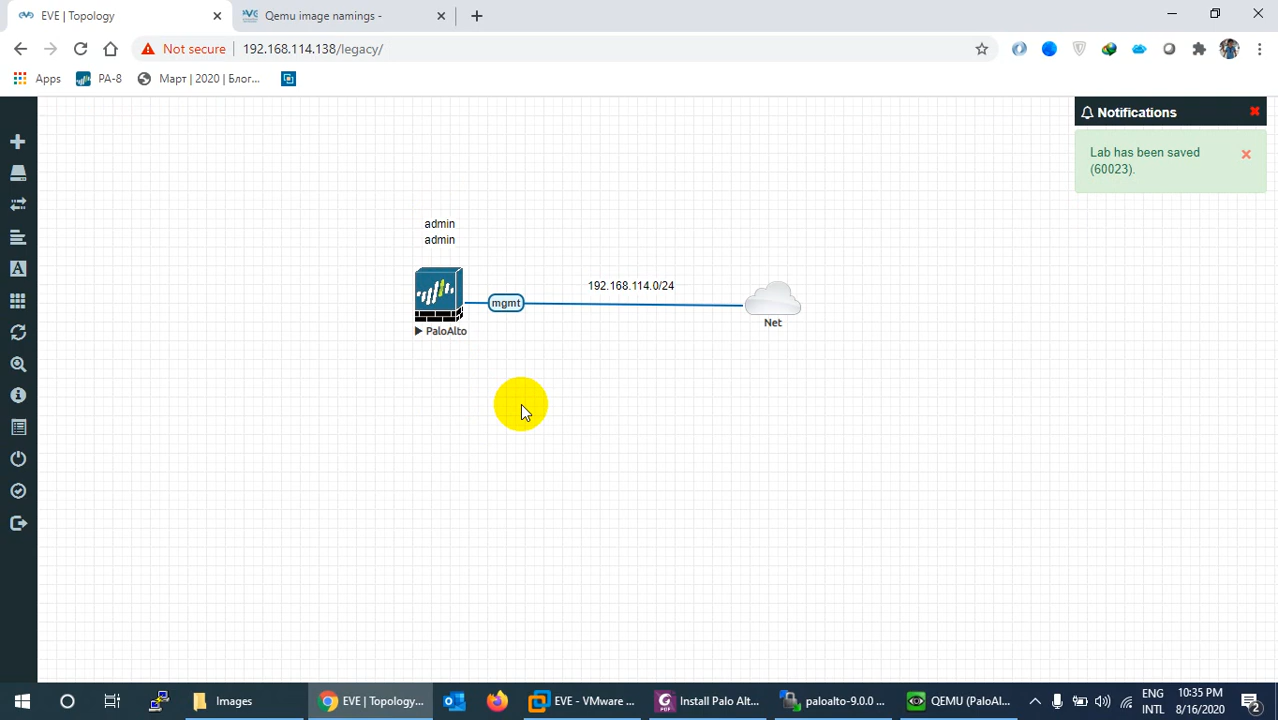 EVE | Topology
Qemu image namings -
Not secure
192.168.114.138/legacy/
Apps
PA-8
Март | 2020 | Блог...
Notifications
Lab has been saved
(60023).
admin
admin
192.168.114.0/24
mgmt
PaloAlto
Net
Images
EVE | Topology...
EVE - VMware ...
Install Palo Alt...
paloalto-9.0.0 ...
QEMU (PaloAl...
ENG
INTL
10:35 PM
8/16/2020
2